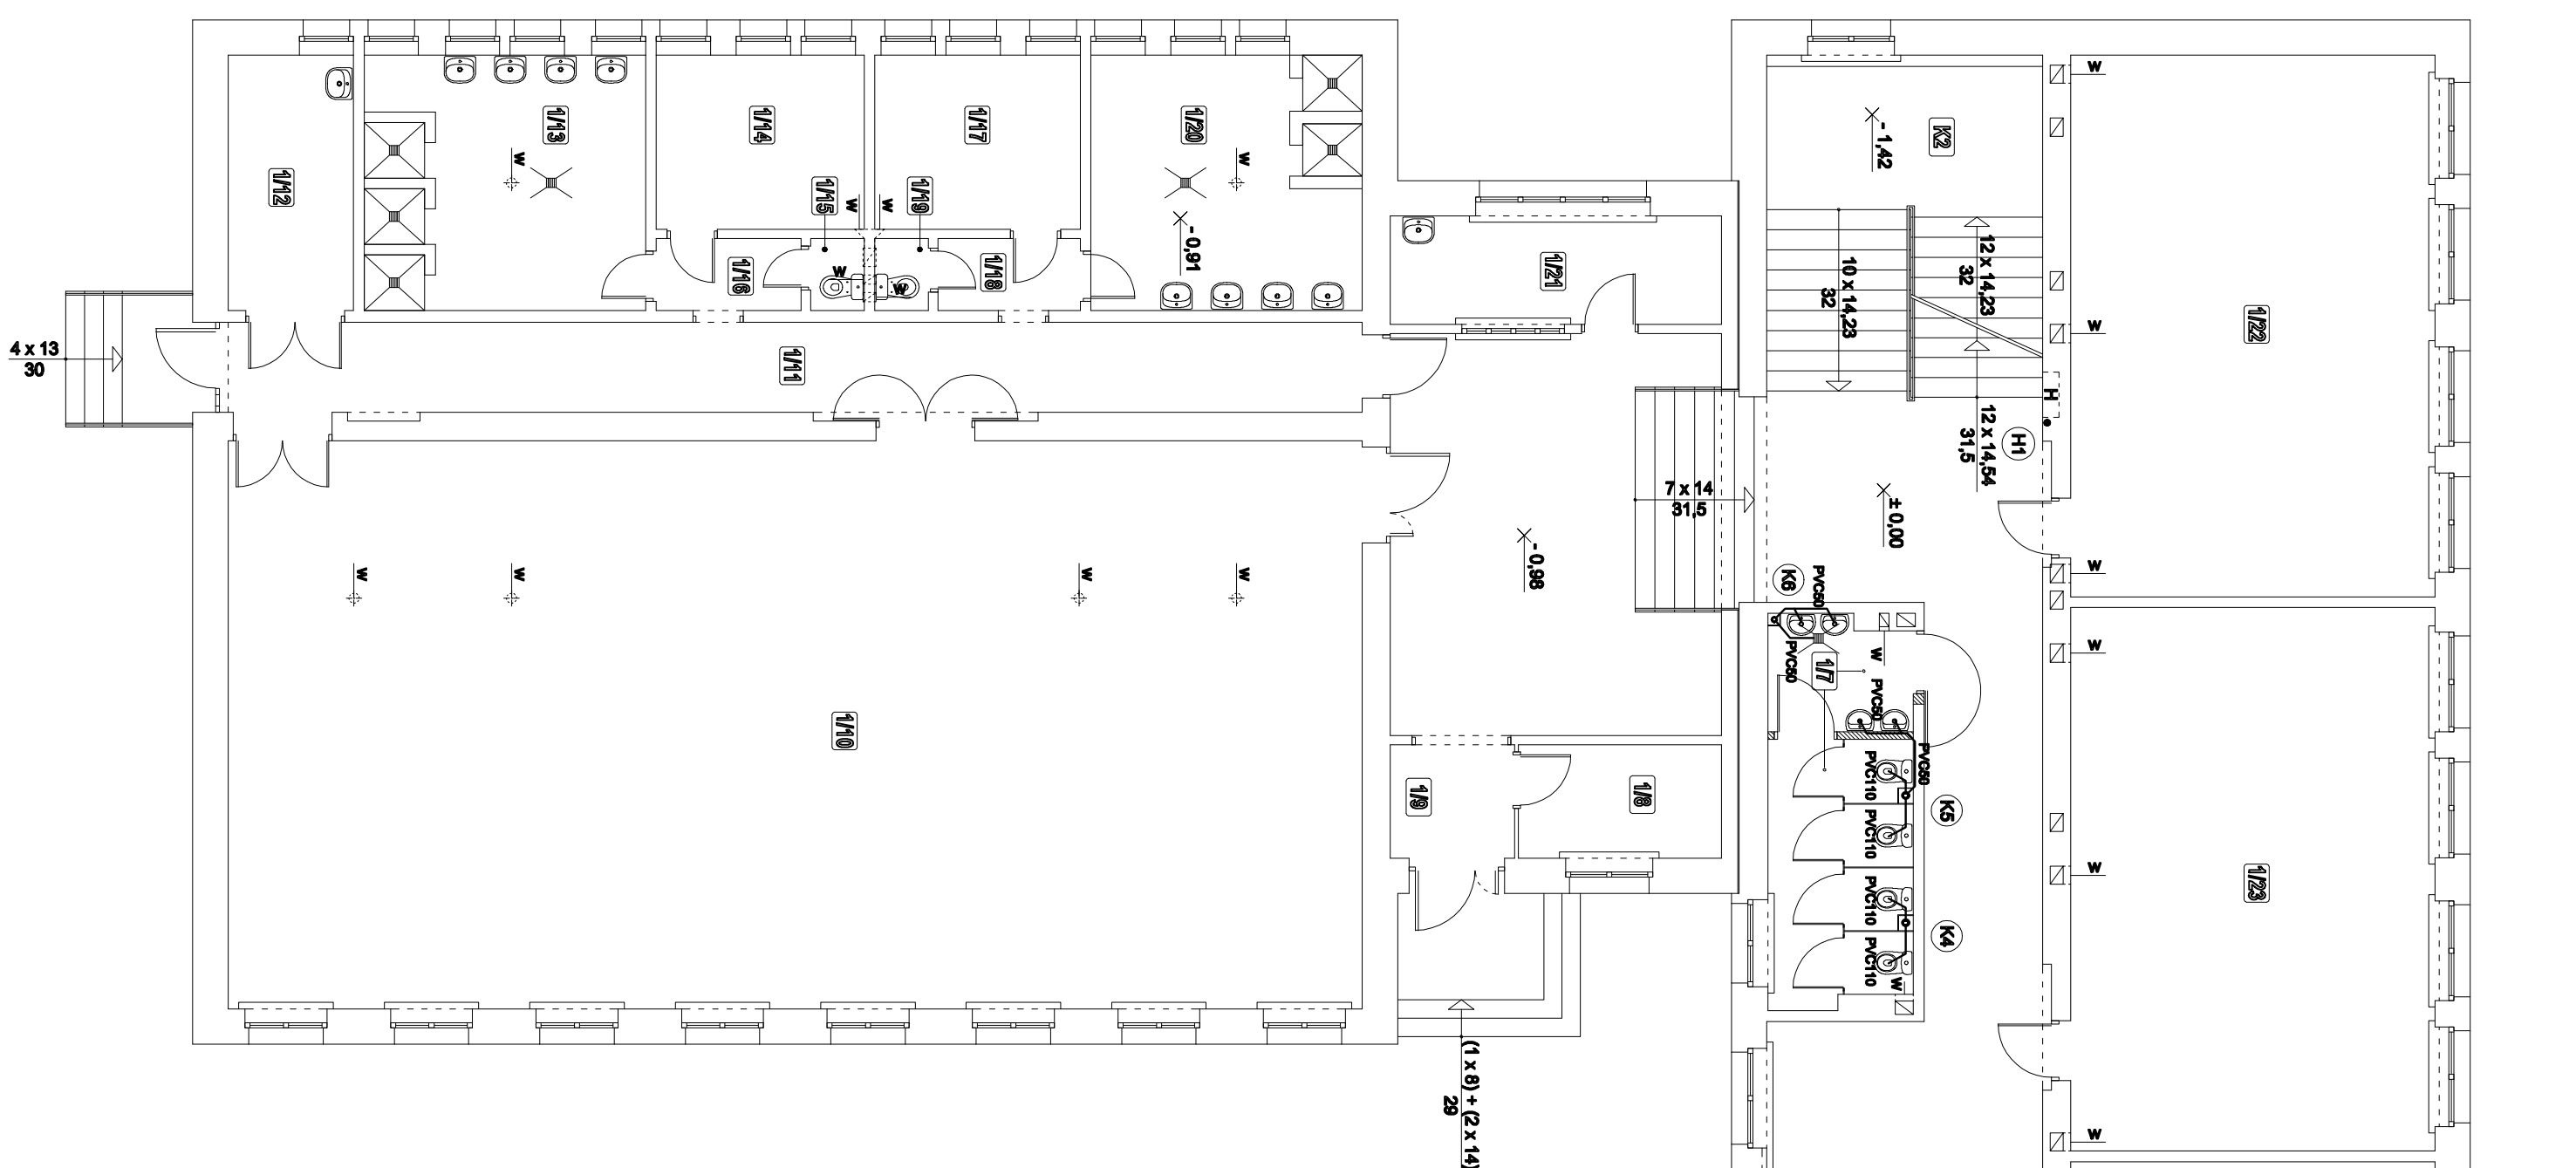 1/12
1/13
W
1/14
1/15
W
W
1/19
1/17
1/20
W
- 0,91
1/16
W
W
1/18
1/21
K2
- 1,42
W
W
1/22
10 x 14,23
32
12 x 14,23
32
12 x 14,54
31,5
H
H1
4 x 13
30
1/11
7 x 14
31,5
± 0,00
- 0,98
W
W
W
W
W
W
K6
PVC50
PVC50
1/7
W
PVC50
PVC50
1/10
1/9
1/8
PVC110
K5
PVC110
PVC110
K4
PVC110
W
W
1/23
W
(1 x 8) + (2 x 14)
29